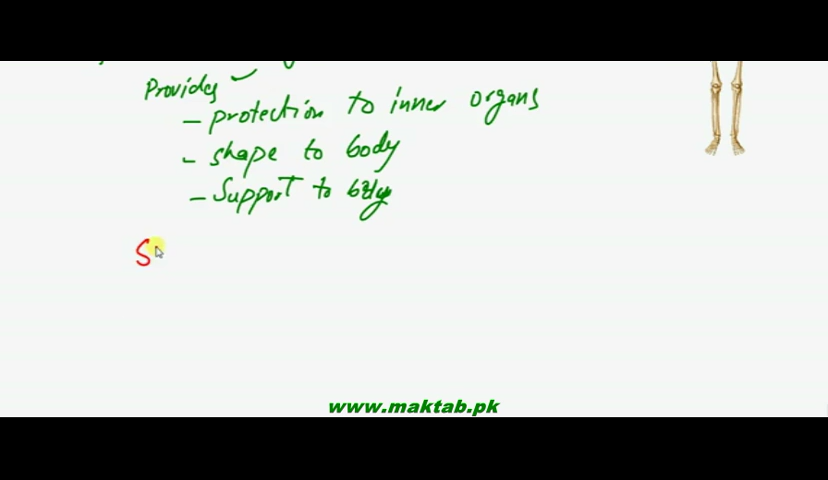 Provides
- protection to inner organs
- shape to body
- Support to body
S
www.maktab.pk